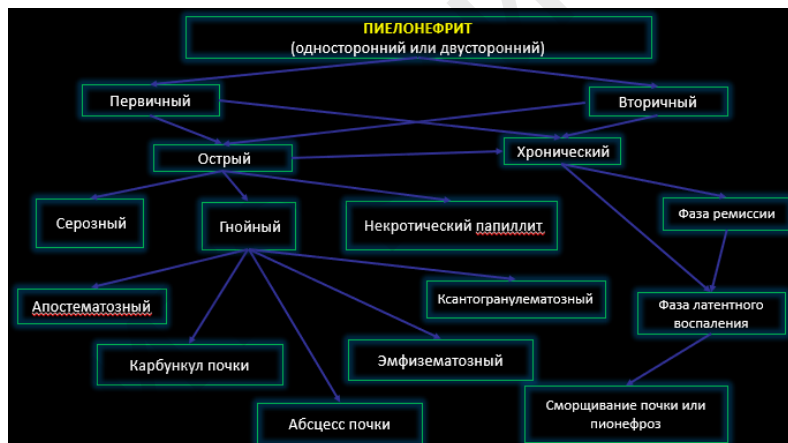 ПИЕЛОНЕФРИТ
(односторонний или двусторонний)
Первичный
Вторичный
Острый
Хронический
Серозный
Гнойный
Некротический папиллит
Фаза ремиссии
Апостематозный
Ксантогранулематозный
Фаза латентного
воспаления
Карбункул почки
Эмфизематозный
Абсцесс почки
Сморщивание почки или
пионефроз